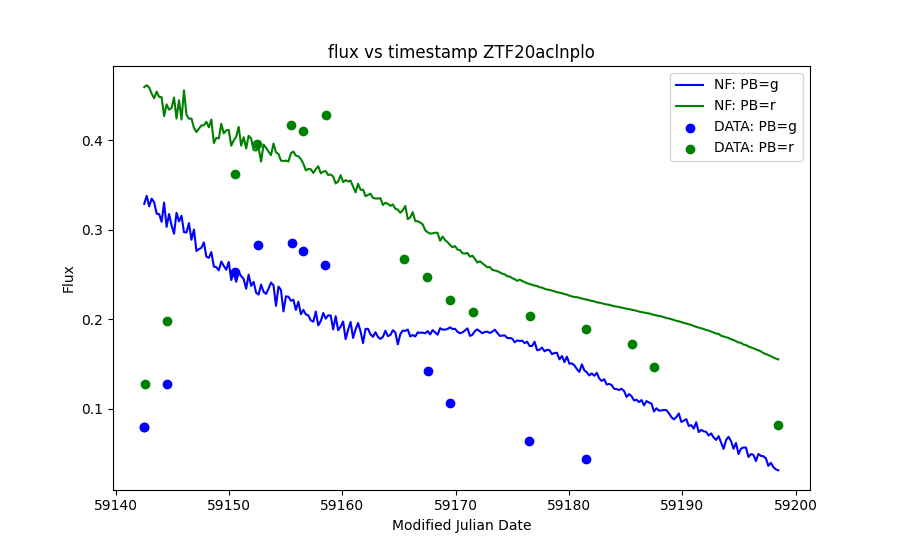 flux vs timestamp ZTF20aclnplo
NF: PB=g
NF: PB=r
DATA: PB=g
DATA: PB=r
Flux
0.4
0.3
0.2
0.1
59140 59150 59160 59170 59180 59190 59200
Modified Julian Date